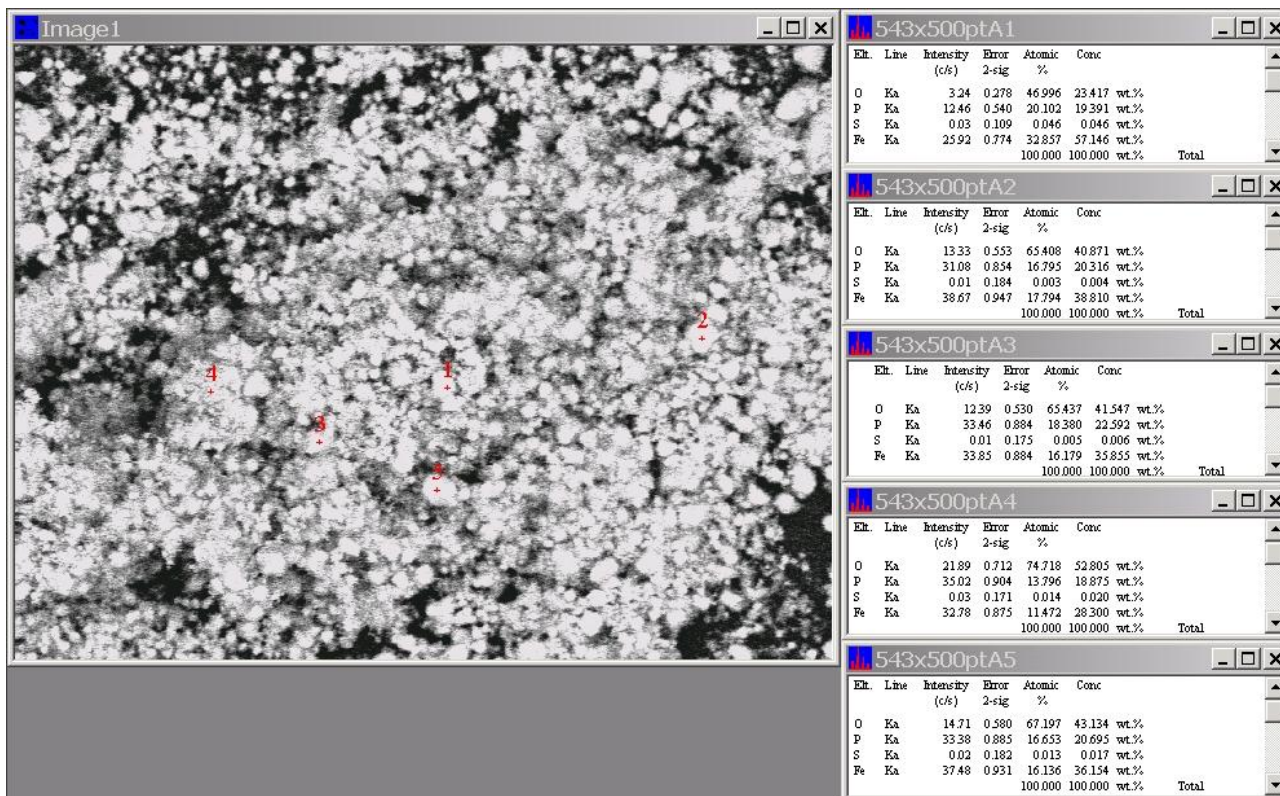 Image1
2
1
4
3
5
543x500ptA1
Elt. Line Intensity Error Atomic Conc
(c/s) 2-sig %
O Ka 3.24 0.278 46.996 23.417 wt.%
P Ka 12.46 0.540 20.102 19.391 wt.%
S Ka 0.03 0.109 0.046 0.046 wt.%
Fe Ka 25.92 0.774 32.857 57.146 wt.%
100.000 100.000 wt.% Total
543x500ptA2
Elt. Line Intensity Error Atomic Conc
(c/s) 2-sig %
O Ka 13.33 0.553 65.408 40.871 wt.%
P Ka 31.08 0.854 16.795 20.316 wt.%
S Ka 0.01 0.184 0.003 0.004 wt.%
Fe Ka 38.67 0.947 17.794 38.810 wt.%
100.000 100.000 wt.% Total
543x500ptA3
Elt. Line Intensity Error Atomic Conc
(c/s) 2-sig %
O Ka 12.39 0.530 65.437 41.547 wt.%
P Ka 33.46 0.884 18.380 22.592 wt.%
S Ka 0.01 0.175 0.005 0.006 wt.%
Fe Ka 33.85 0.884 16.179 35.855 wt.%
100.000 100.000 wt.% Total
543x500ptA4
Elt. Line Intensity Error Atomic Conc
(c/s) 2-sig %
O Ka 21.89 0.712 74.718 52.805 wt.%
P Ka 35.02 0.904 13.796 18.875 wt.%
S Ka 0.03 0.171 0.014 0.020 wt.%
Fe Ka 32.78 0.875 11.472 28.300 wt.%
100.000 100.000 wt.% Total
543x500ptA5
Elt. Line Intensity Error Atomic Conc
(c/s) 2-sig %
O Ka 14.71 0.580 67.197 43.134 wt.%
P Ka 33.38 0.885 16.653 20.695 wt.%
S Ka 0.02 0.182 0.013 0.017 wt.%
Fe Ka 37.48 0.931 16.136 36.154 wt.%
100.000 100.000 wt.% Total